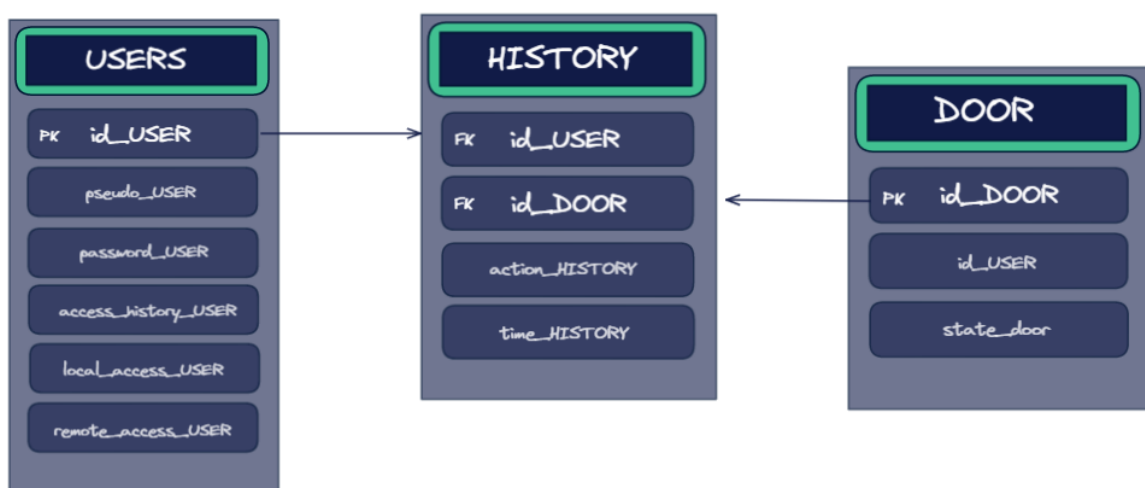 USERS
PK id_USER
pseudo_USER
password_USER
access_history_USER
local_access_USER
remote_access_USER
HISTORY
FK id_USER
FK id_DOOR
action_HISTORY
time_HISTORY
DOOR
PK id_DOOR
id_USER
state_door